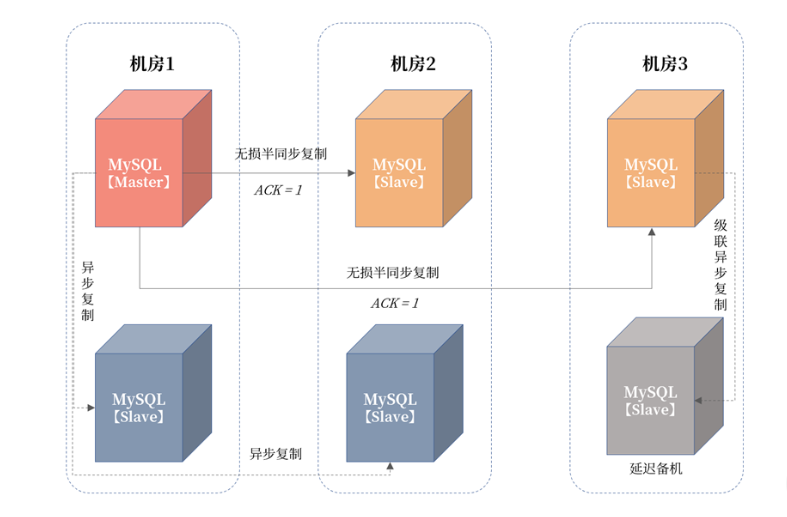 机房1
机房2
机房3
MySQL
【Master】
无损半同步复制
ACK = 1
MySQL
【Slave】
MySQL
【Slave】
级联异步复制
异步复制
无损半同步复制
ACK = 1
MySQL
【Slave】
MySQL
【Slave】
MySQL
【Slave】
异步复制
延迟备机